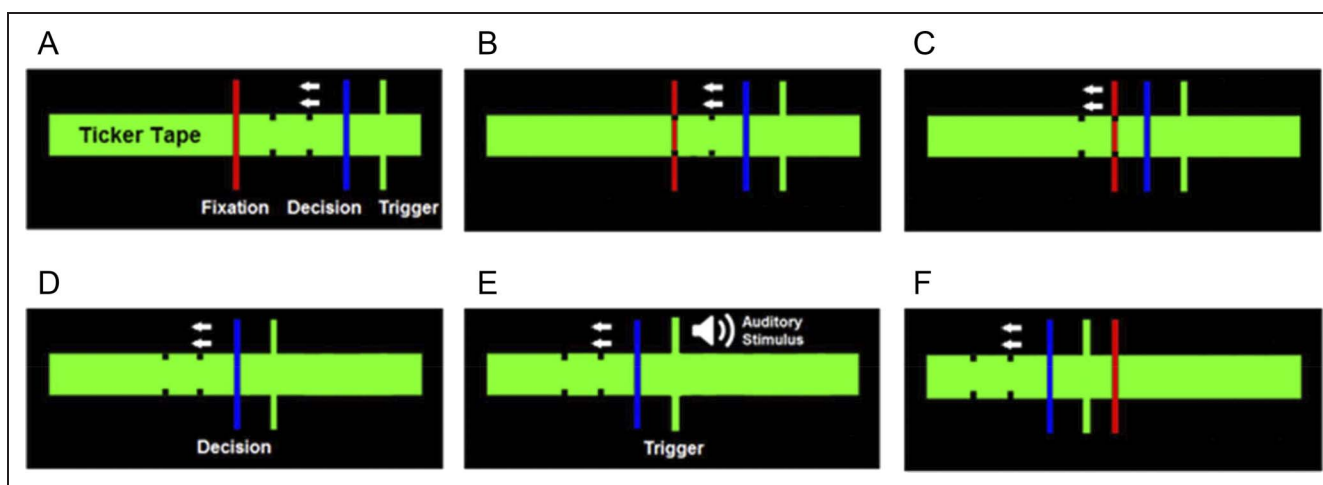 A
B
C
Ticker Tape
Fixation Decision Trigger
D
E
F
Auditory
Stimulus
Decision
Trigger